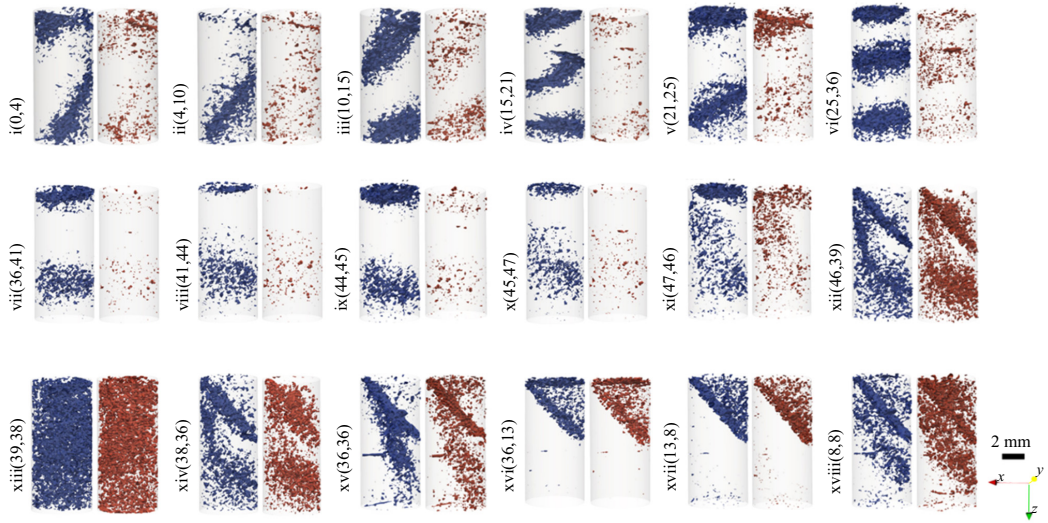 i(0,4)
ii(4,10)
iii(10,15)
iv(15,21)
v(21,25)
vi(25,36)
vii(36,41)
viii(41,44)
ix(44,45)
x(45,47)
xi(47,46)
xii(46,39)
xiii(39,38)
xiv(38,36)
xv(36,36)
xvi(36,13)
xvii(13,8)
xviii(8,8)
2 mm
x
y
z